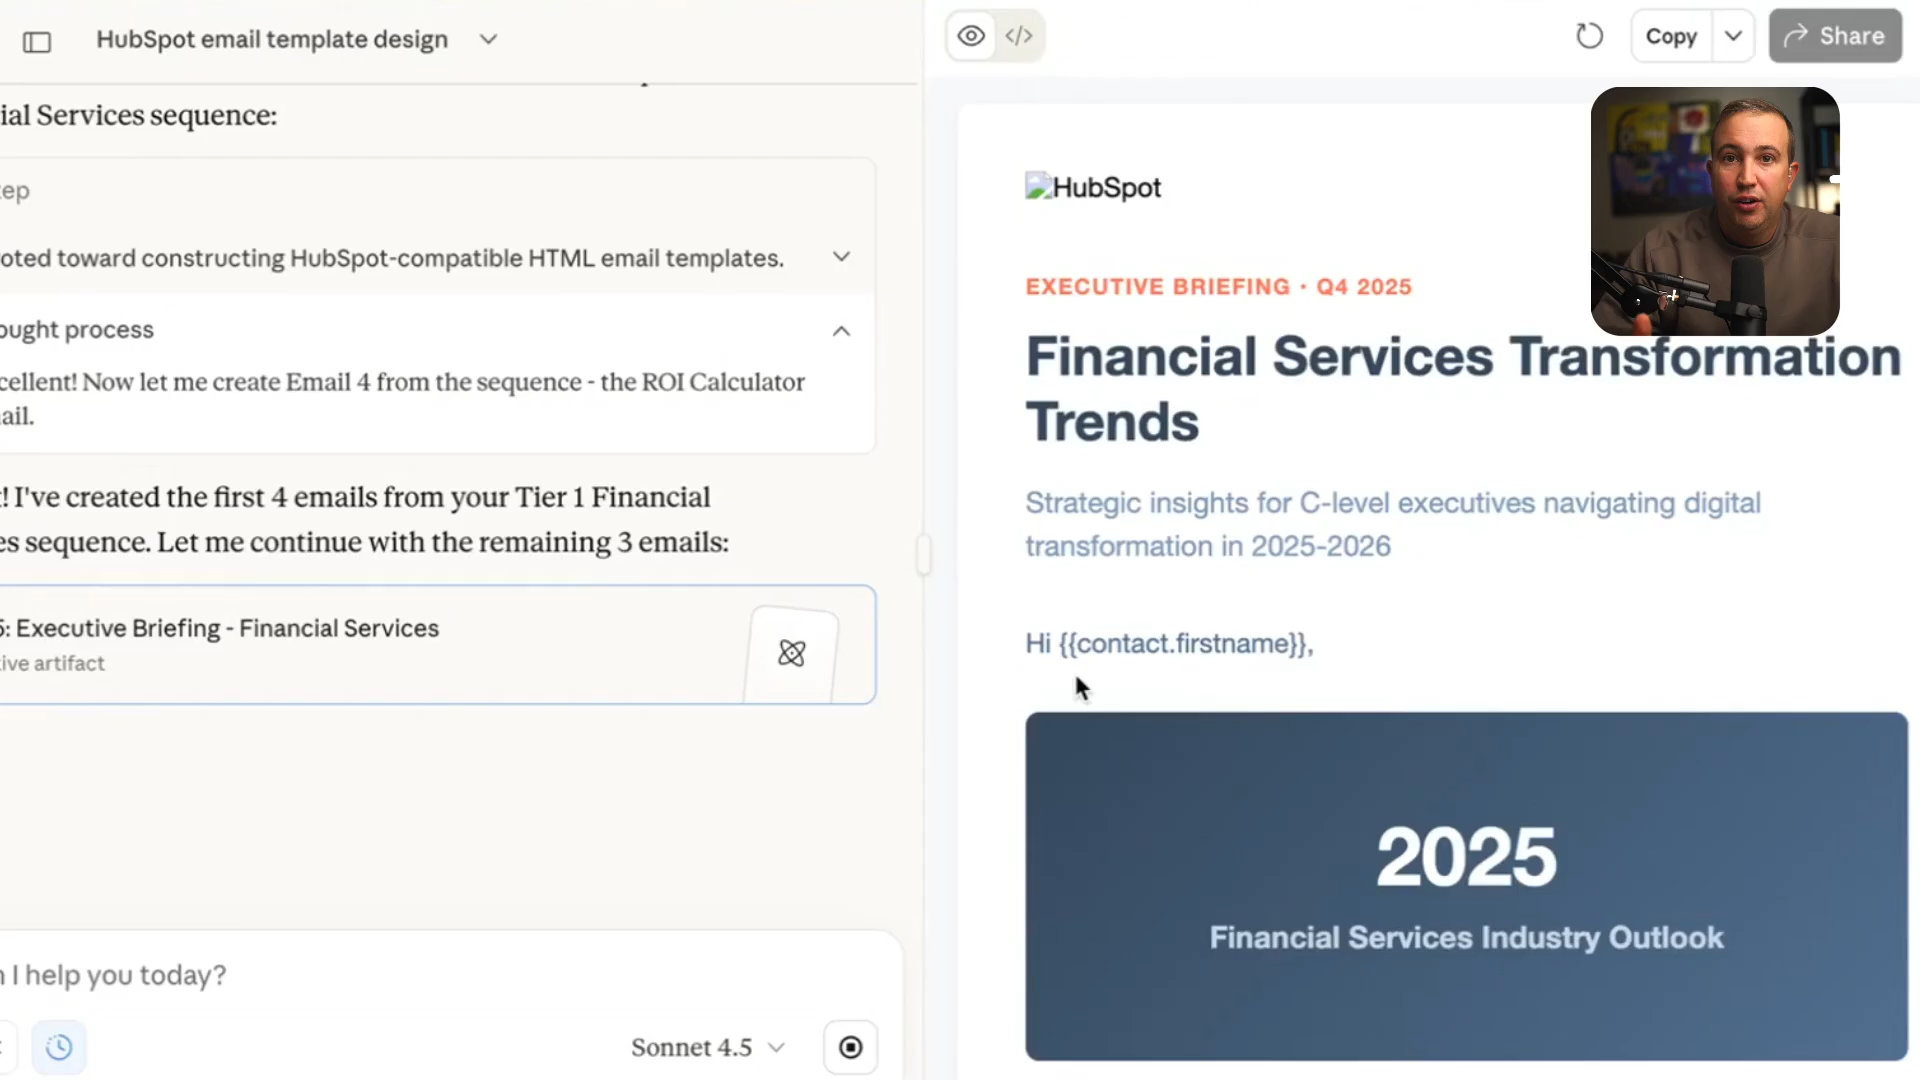 HubSpot email template design
ial Services sequence:
tep
oted toward constructing HubSpot-compatible HTML email templates.
ought process
cellent! Now let me create Email 4 from the sequence - the ROI Calculator
ail.
! I've created the first 4 emails from your Tier 1 Financial
es sequence. Let me continue with the remaining 3 emails:
5: Executive Briefing - Financial Services
ive artifact
n I help you today?
Sonnet 4.5
Copy
Share
HubSpot
EXECUTIVE BRIEFING · Q4 2025
Financial Services Transformation
Trends
Strategic insights for C-level executives navigating digital
transformation in 2025-2026
Hi {{contact.firstname}},
2025
Financial Services Industry Outlook